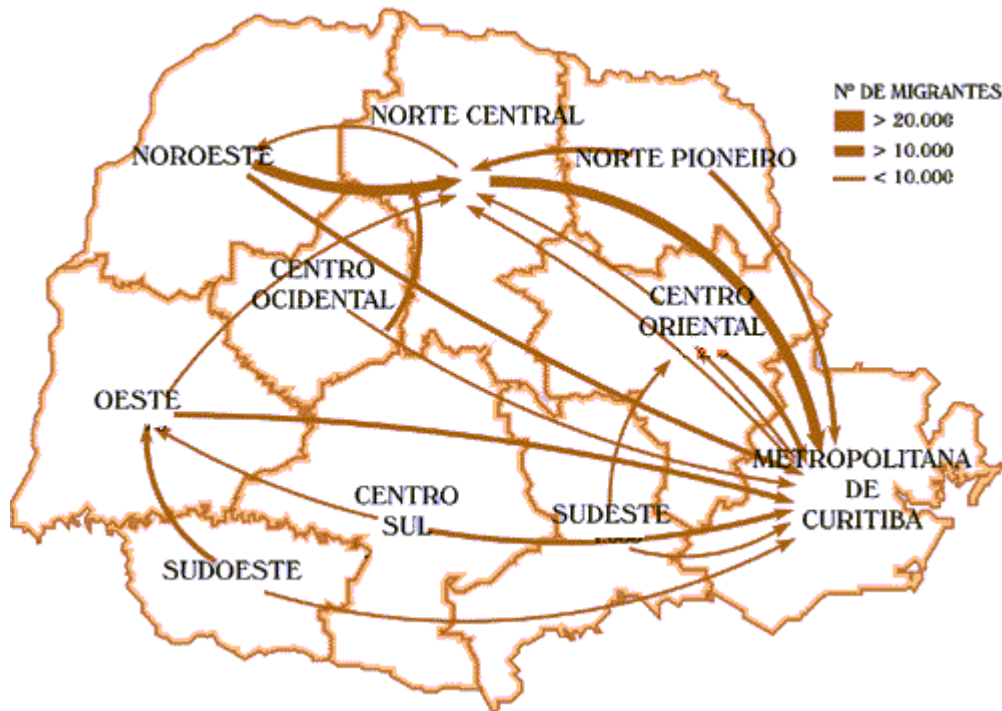 Nº DE MIGRANTES
> 20.000
> 10.000
< 10.000
NORTE CENTRAL
NOROESTE
NORTE PIONEIRO
CENTRO
OCIDENTAL
CENTRO
ORIENTAL
OESTE
METROPOLITANA
DE
CURITIBA
CENTRO
SUL
SUDESTE
SUDOESTE